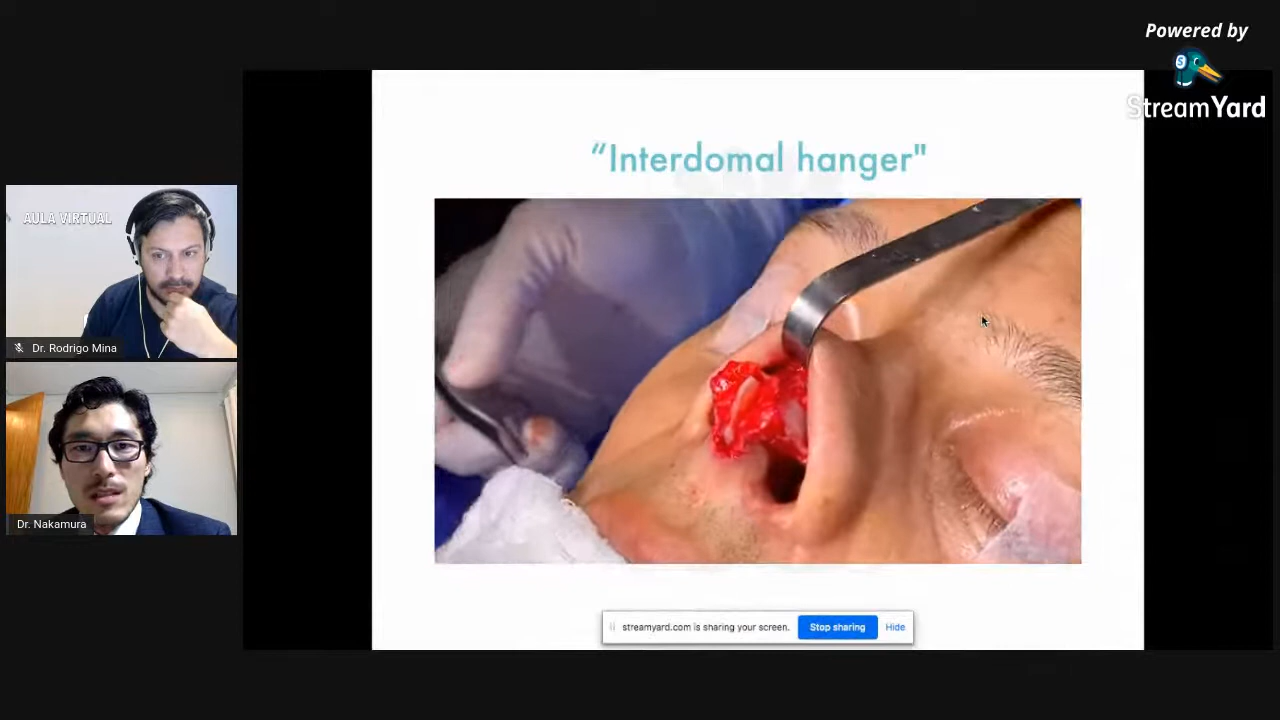 Powered by
StreamYard
“Interdomal hanger"
AULA VIRTUAL
Dr. Rodrigo Mina
Dr. Nakamura
streamyard.com is sharing your screen.
Stop sharing
Hide